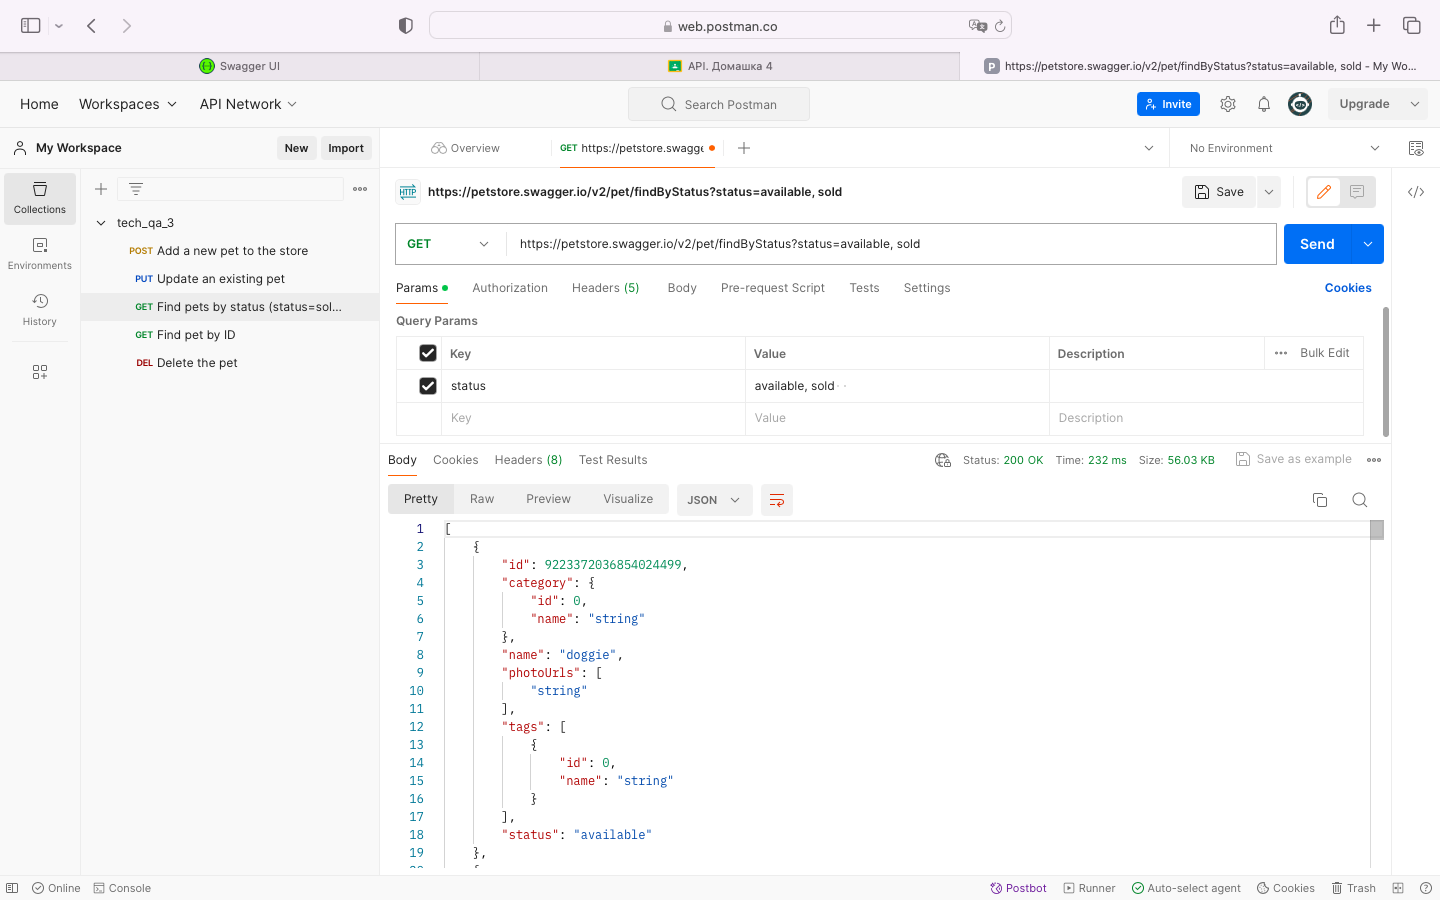 web.postman.co
Swagger UI
API. Домашка 4
P https://petstore.swagger.io/v2/pet/findByStatus?status=available, sold - My Wo...
Home Workspaces API Network
Search Postman
Invite
Upgrade
My Workspace New Import
Overview
GET https://petstore.swagge
No Environment
Collections
Environments
History
tech_qa_3
POST Add a new pet to the store
PUT Update an existing pet
GET Find pets by status (status=sol...
GET Find pet by ID
DEL Delete the pet
HTTP https://petstore.swagger.io/v2/pet/findByStatus?status=available, sold
Save
GET https://petstore.swagger.io/v2/pet/findByStatus?status=available, sold
Send
Params Authorization Headers (5) Body Pre-request Script Tests Settings Cookies
Query Params
Key Value Description Bulk Edit
status available, sold
Key Value Description
Body Cookies Headers (8) Test Results
Status: 200 OK Time: 232 ms Size: 56.03 KB Save as example
Pretty Raw Preview Visualize JSON
1 [
2 {
3 "id": 9223372036854024499,
4 "category": {
5 "id": 0,
6 "name": "string"
7 },
8 "name": "doggie",
9 "photoUrls": [
10 "string"
11 ],
12 "tags": [
13 {
14 "id": 0,
15 "name": "string"
16 }
17 ],
18 "status": "available"
19 },
Online Console
Postbot Runner Auto-select agent Cookies Trash